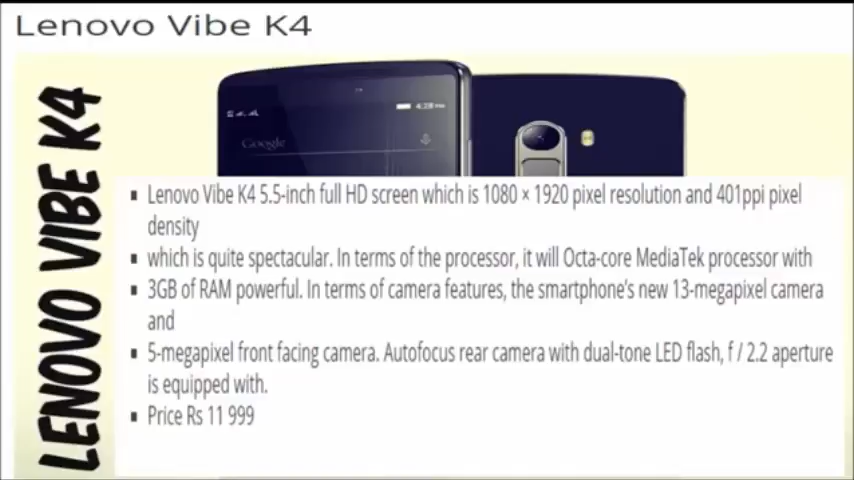 Lenovo Vibe K4
LENOVO VIBE K4
4:28
Google
▪ Lenovo Vibe K4 5.5-inch full HD screen which is 1080 × 1920 pixel resolution and 401ppi pixel
density
▪ which is quite spectacular. In terms of the processor, it will Octa-core MediaTek processor with
▪ 3GB of RAM powerful. In terms of camera features, the smartphone's new 13-megapixel camera
and
▪ 5-megapixel front facing camera. Autofocus rear camera with dual-tone LED flash, f / 2.2 aperture
is equipped with.
▪ Price Rs 11 999